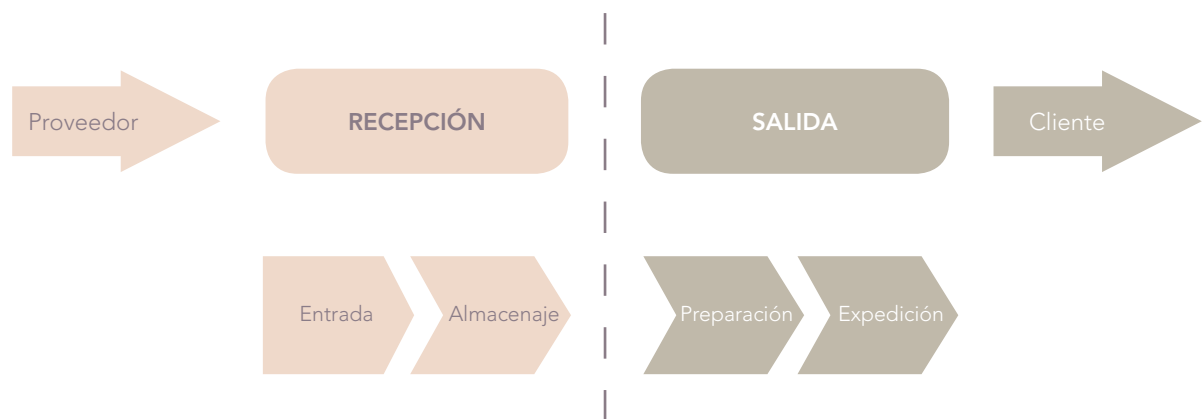 Proveedor
RECEPCIÓN
SALIDA
Cliente
Entrada
Almacenaje
Preparación
Expedición